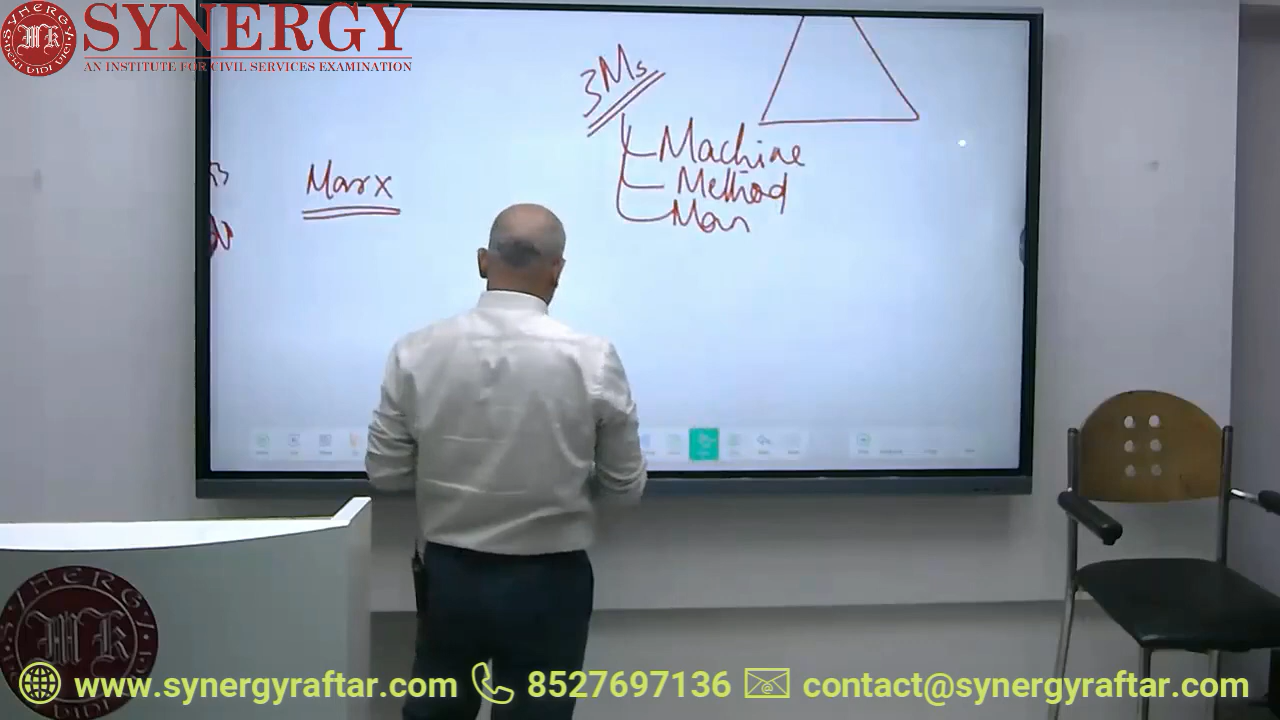 SYNERGY
AN INSTITUTE FOR CIVIL SERVICES EXAMINATION
3Ms
Machine
Method
Man
Marx
www.synergyraftar.com 8527697136 contact@synergyraftar.com